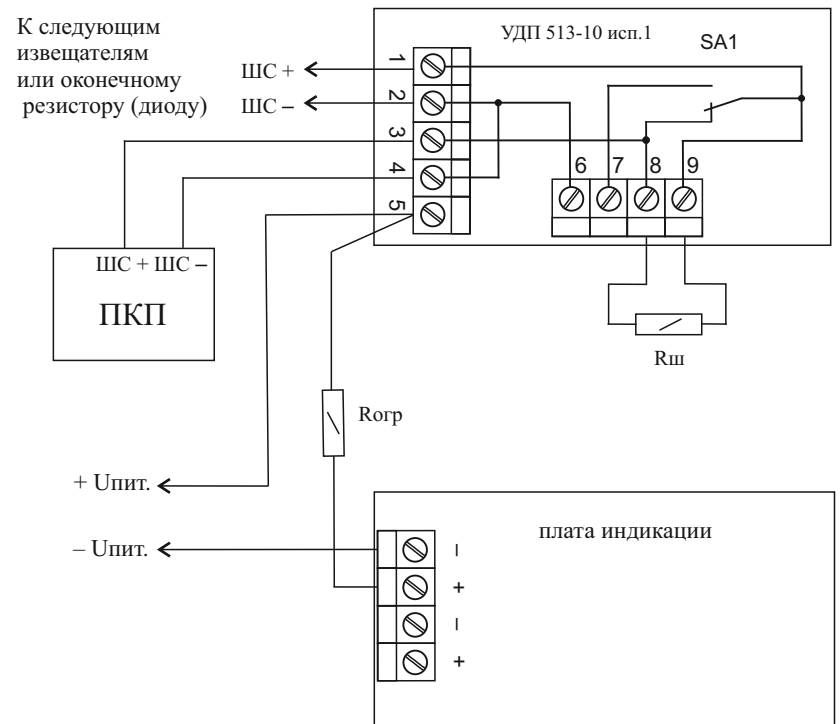 К следующим
извещателям
или оконечному
резистору (диоду)
ШС +
ШС –
УДП 513-10 исп.1
SA1
1
2
3
4
5
6 7 8 9
ШС + ШС –
ПКП
Rш
Rогр
+ Uпит.
– Uпит.
плата индикации
–
+
–
+